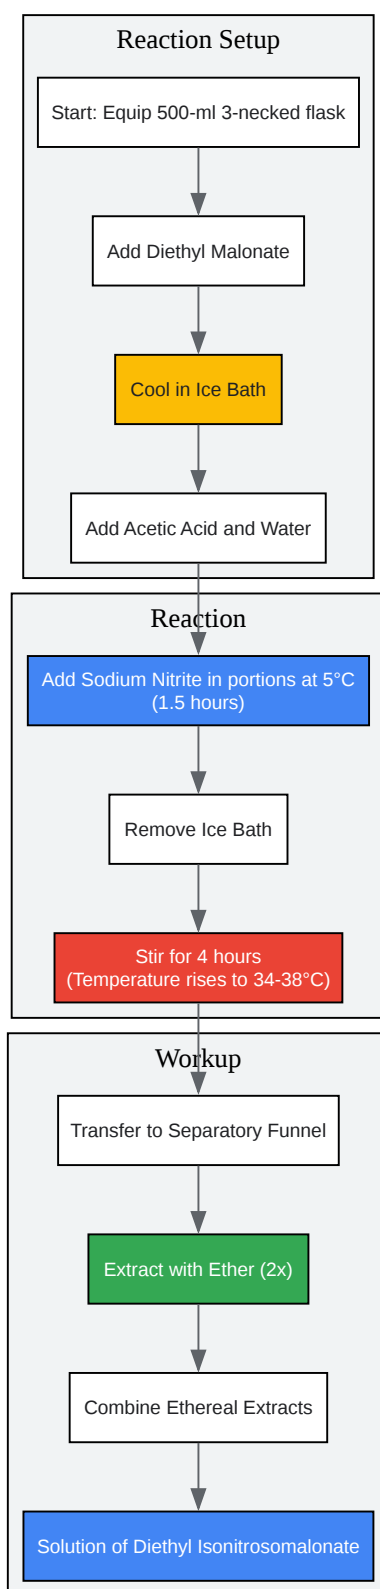 Reaction Setup
Start: Equip 500-ml 3-necked flask
Add Diethyl Malonate
Cool in Ice Bath
Add Acetic Acid and Water
Reaction
Add Sodium Nitrite in portions at 5°C
(1.5 hours)
Remove Ice Bath
Stir for 4 hours
(Temperature rises to 34-38°C)
Workup
Transfer to Separatory Funnel
Extract with Ether (2x)
Combine Ethereal Extracts
Solution of Diethyl Isonitrosomalonate